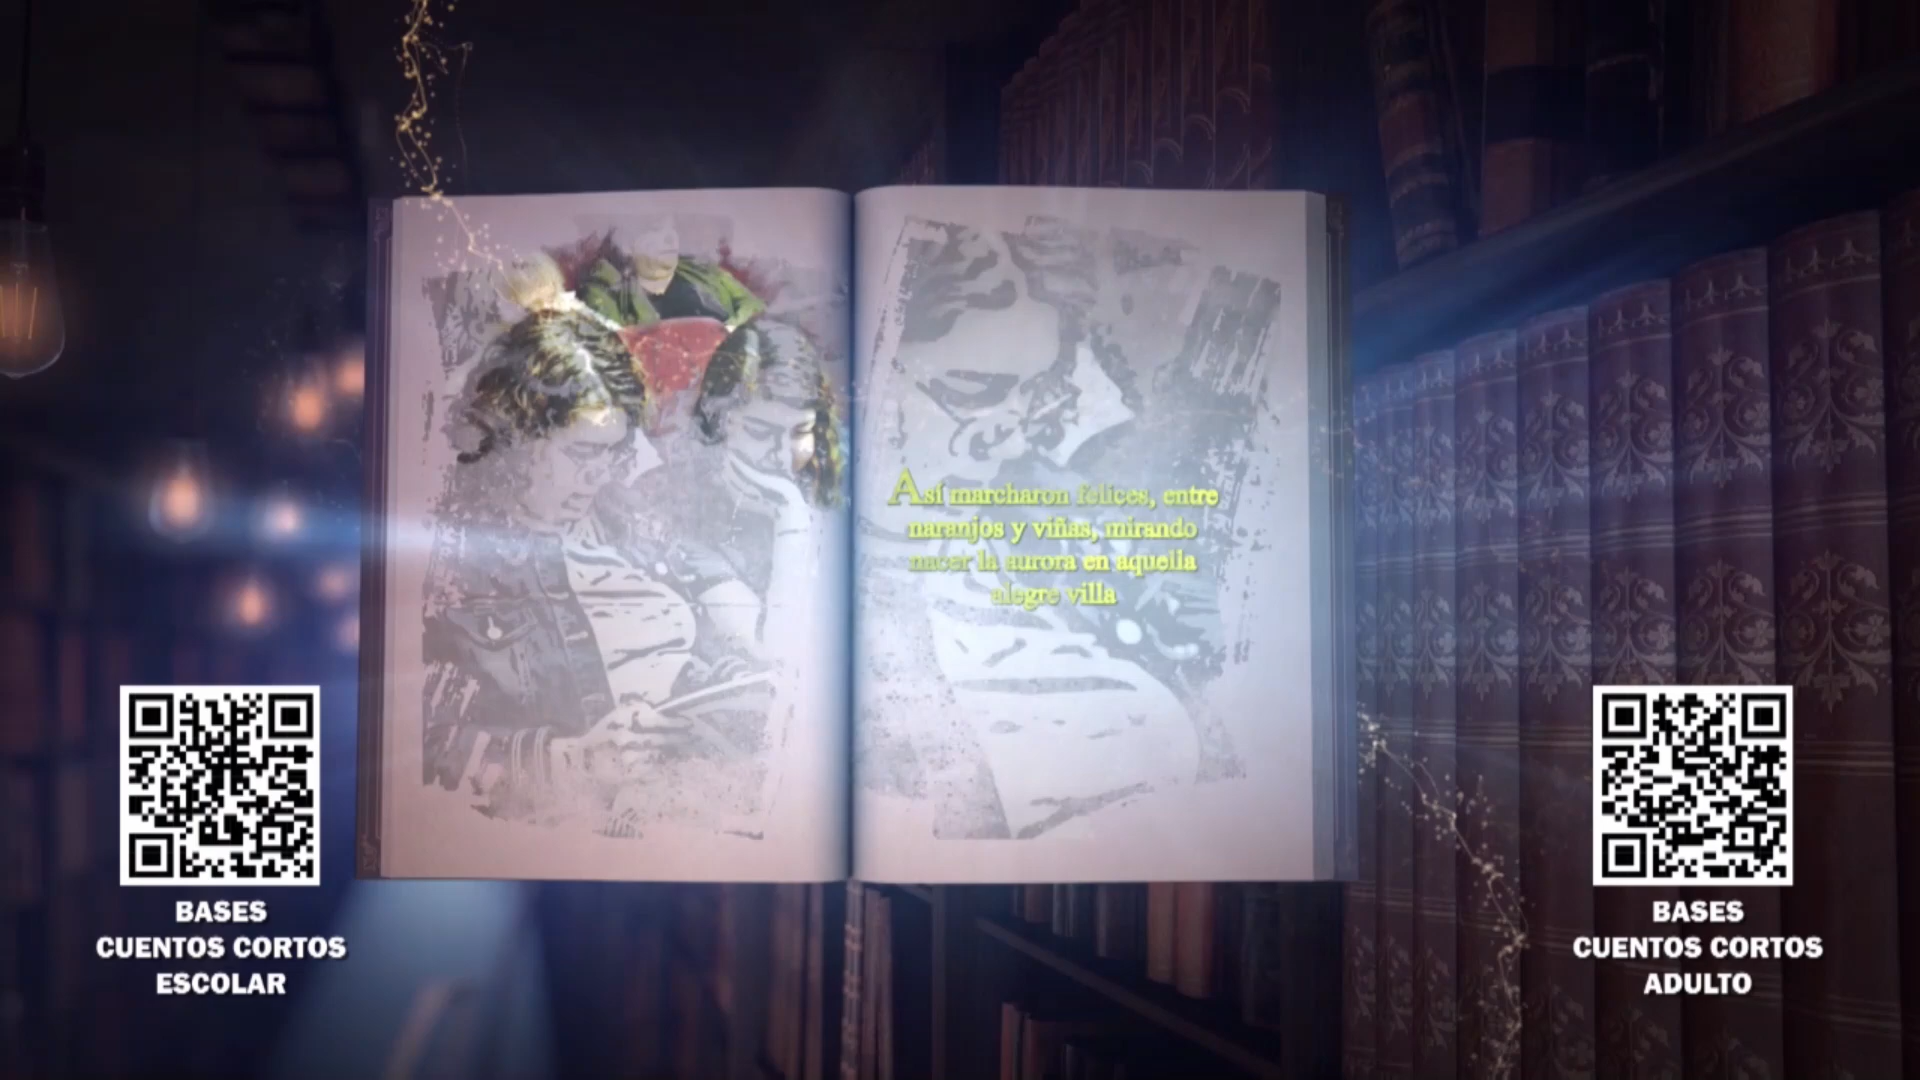 Así marcharon felices, entre
naranjos y viñas, mirando
nacer la aurora en aquella
alegre villa
BASES
CUENTOS CORTOS
ESCOLAR
BASES
CUENTOS CORTOS
ADULTO